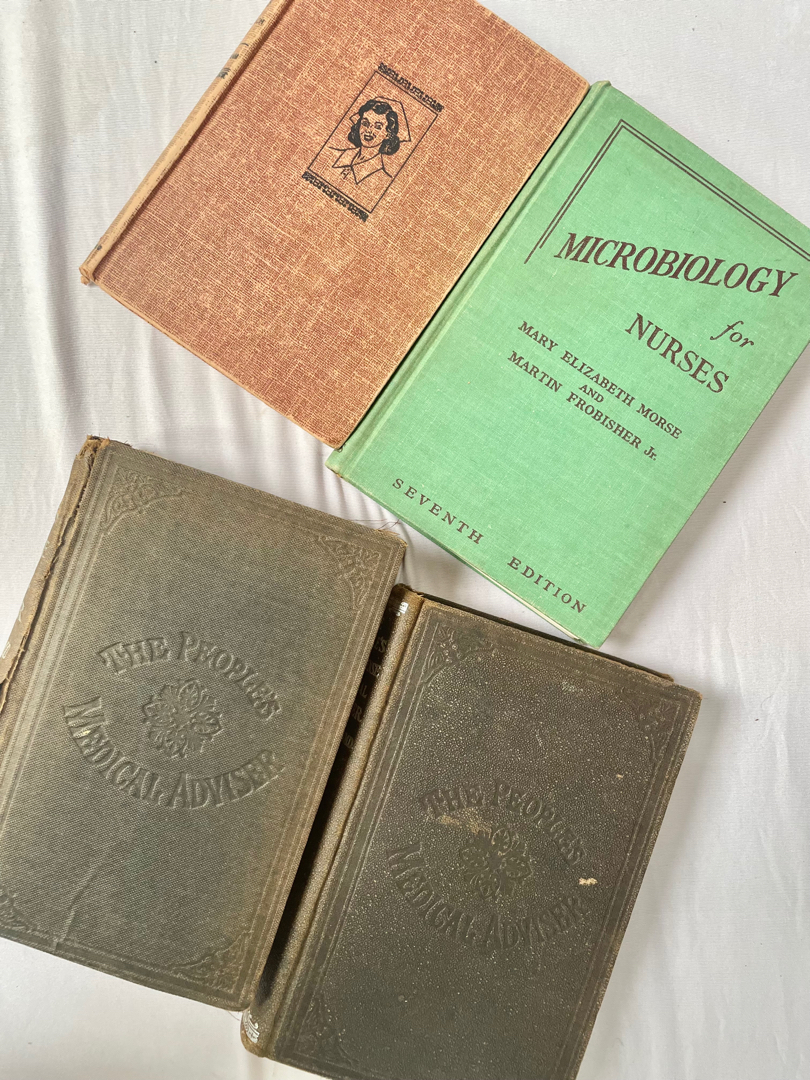 MICROBIOLOGY
for
NURSES
MARY ELIZABETH MORSE
AND
MARTIN FROBISHER Jr.
SEVENTH EDITION
THE PEOPLE'S
MEDICAL ADVISER
THE PEOPLE'S
MEDICAL ADVISER